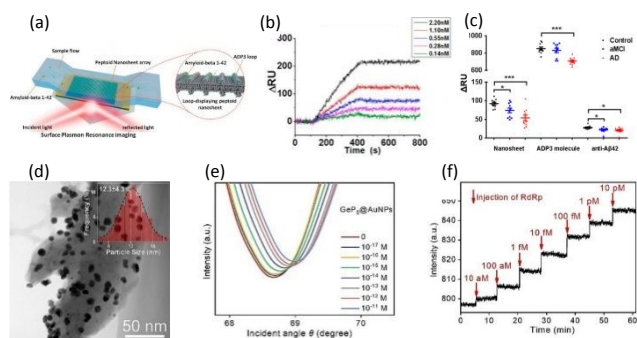 (a)
Sample flow
Peptoid Nanosheet array
ADP3 loop
Amyloid-beta 1-42
Amyloid-beta 1-42
Loop-displaying peptoid
nanosheet
Incident light
reflected light
Surface Plasmon Resonance imaging
(b)
ΔRU
300
200
100
0
0 200 400 600 800
Time (s)
2.20nM
1.10nM
0.55nM
0.28nM
0.14nM
(c)
ΔRU
1000
800
600
500
150
100
50
0
***
* ***
*
*
Control
aMCI
AD
Nanosheet ADP3 molecule anti-Aβ42
(d)
Frequency (%)
Particle Size (nm)
50 nm
(e)
Intensity (a.u.)
GeP5@AuNPs
0
10-17 M
10-16 M
10-15 M
10-14 M
10-13 M
10-12 M
10-11 M
68 69 70 71
Incident angle θ (degree)
(f)
Intensity (a.u.)
850
840
830
820
810
800
Injection of RdRp
10 aM
100 aM
1 fM
10 fM
100 fM
1 pM
10 pM
0 10 20 30 40 50 60
Time (min)